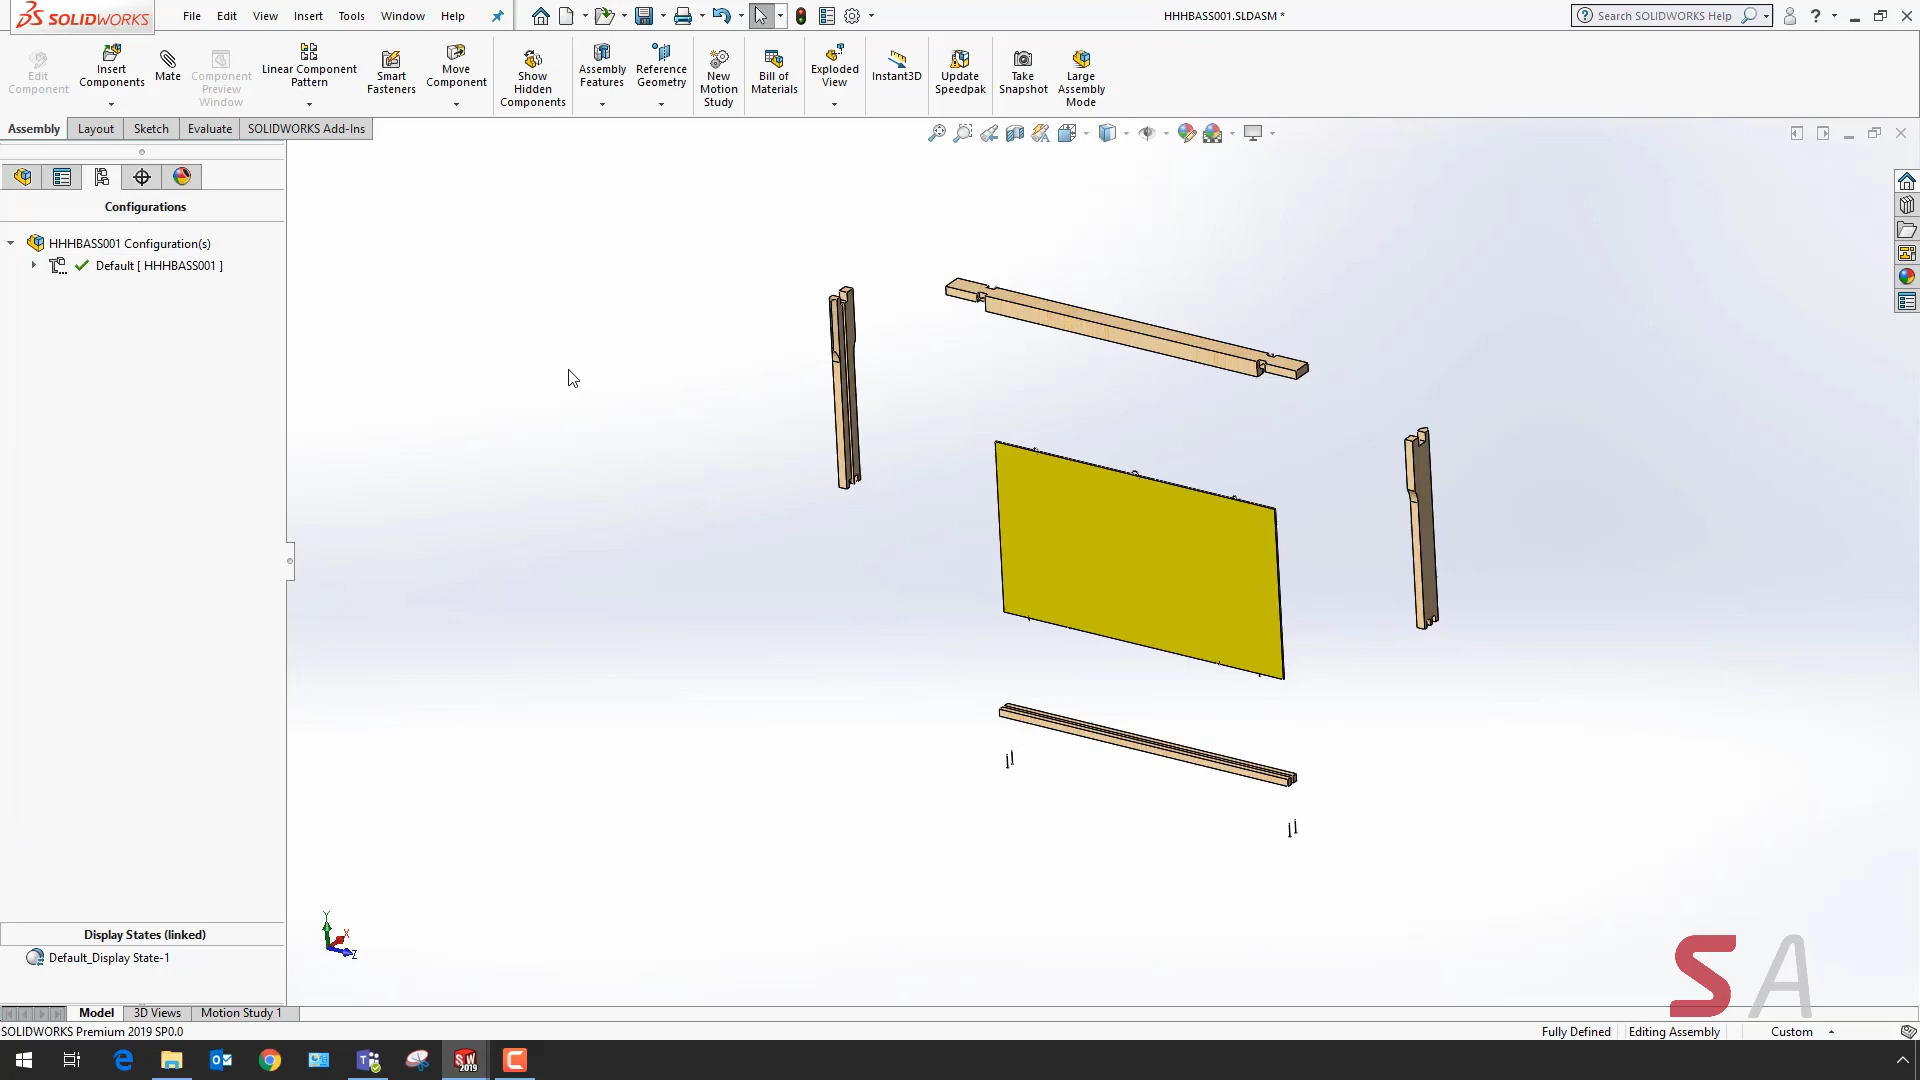 SOLIDWORKS File Edit View Insert Tools Window Help HHHBASS001.SLDASM * Search SOLIDWORKS Help
Edit Component
Insert Components
Mate
Component Preview Window
Linear Component Pattern
Smart Fasteners
Move Component
Show Hidden Components
Assembly Features
Reference Geometry
New Motion Study
Bill of Materials
Exploded View
Instant3D
Update Speedpak
Take Snapshot
Large Assembly Mode
Assembly Layout Sketch Evaluate SOLIDWORKS Add-Ins
Configurations
HHHBASS001 Configuration(s)
Default [ HHHBASS001 ]
Y
X
Z
Display States (linked)
Default_Display State-1
SA
Model 3D Views Motion Study 1
SOLIDWORKS Premium 2019 SP0.0 Fully Defined Editing Assembly Custom
SW 2019